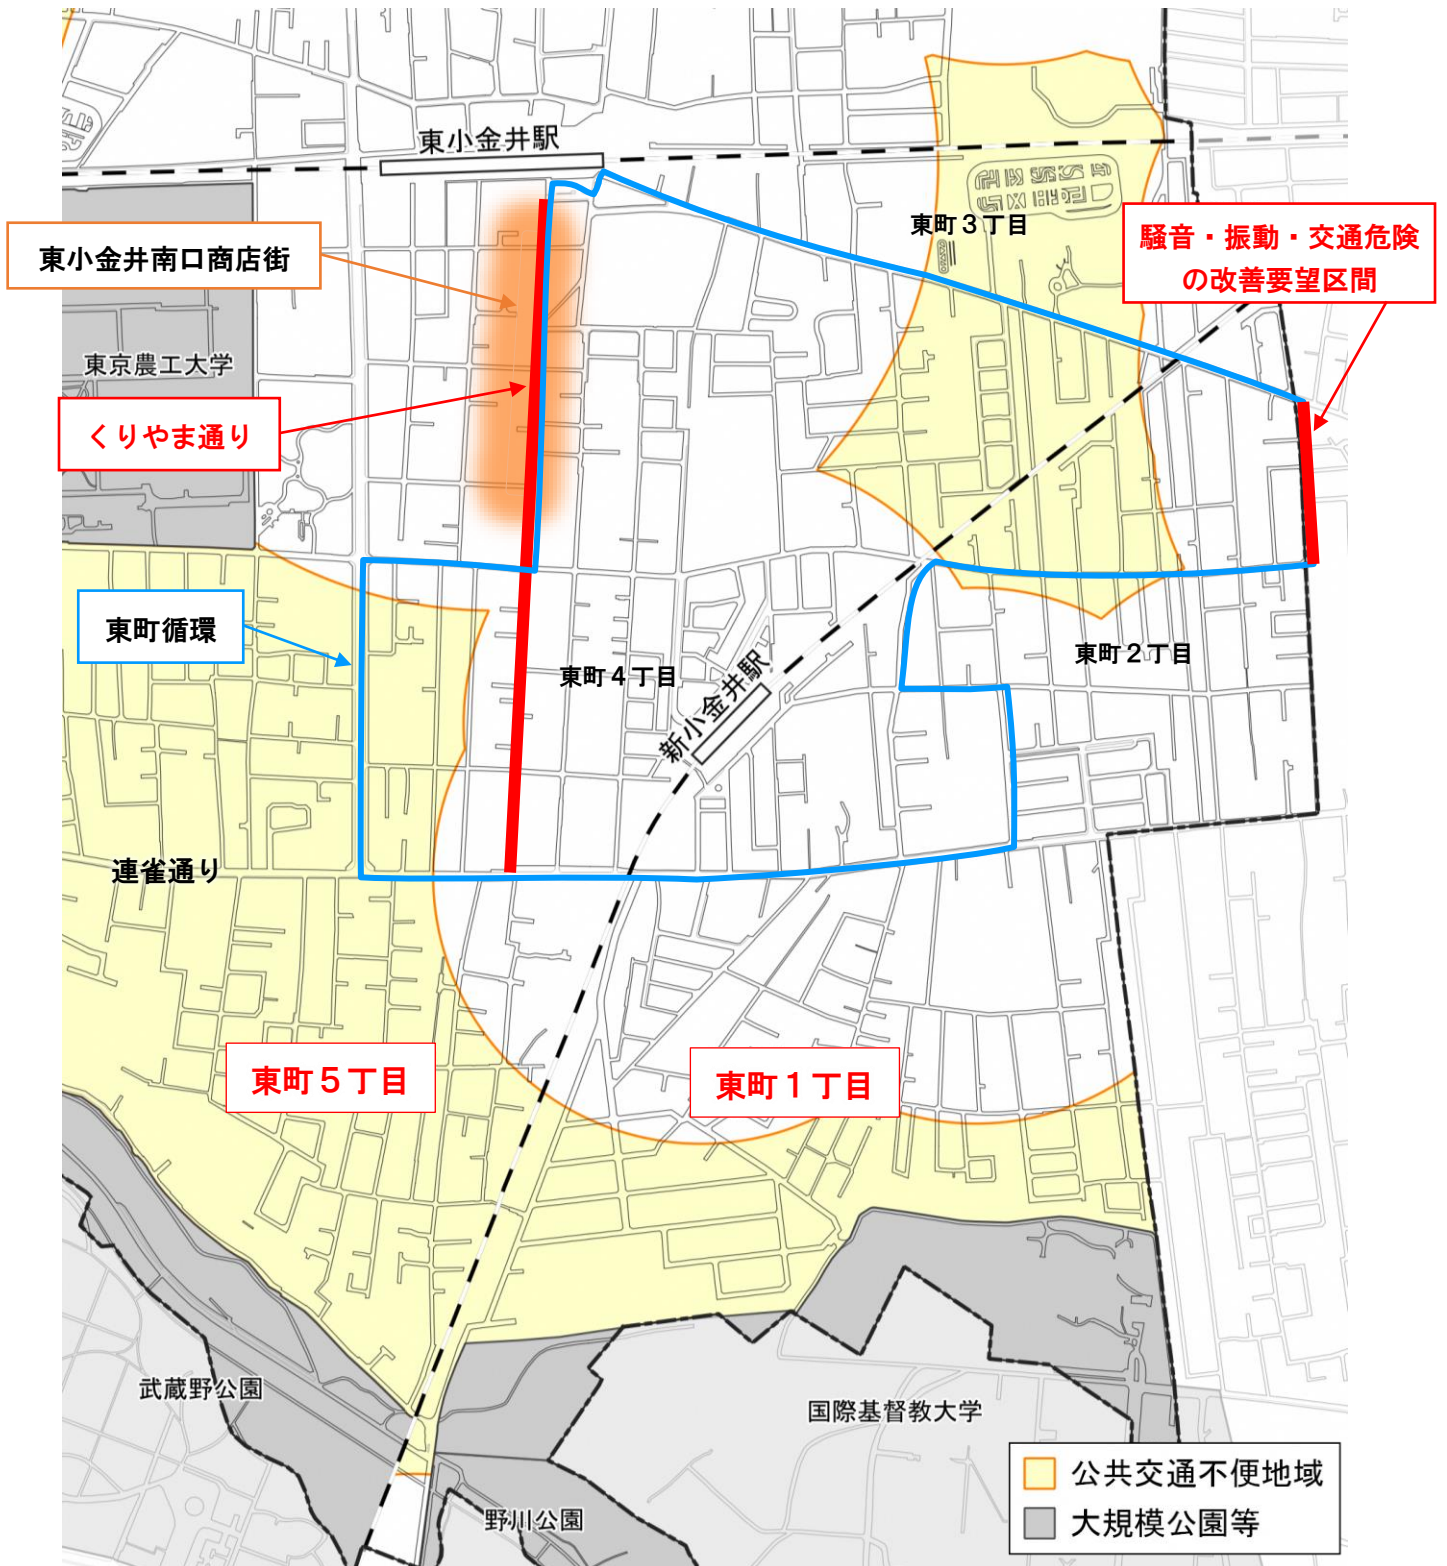 東小金井駅
東町３丁目
騒音・振動・交通危険
の改善要望区間
東小金井南口商店街
東京農工大学
くりやま通り
東町循環
東町４丁目
新小金井駅
東町２丁目
連雀通り
東町５丁目
東町１丁目
武蔵野公園
国際基督教大学
野川公園
公共交通不便地域
大規模公園等